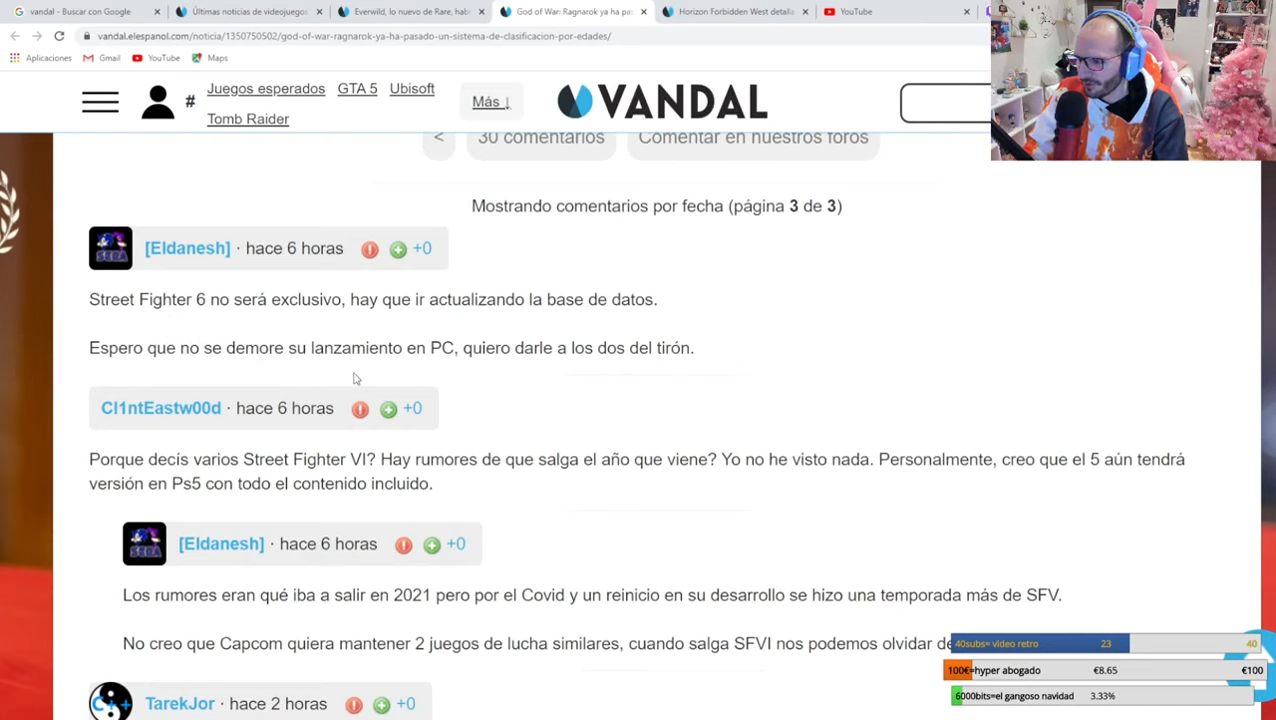 vandal - Buscar con Google
Últimas noticias de videojuegos
Everwild, lo nuevo de Rare, hab
God of War: Ragnarok ya ha pas
Horizon Forbidden West detalla
YouTube
vandal.elespanol.com/noticia/1350750502/god-of-war-ragnarok-ya-ha-pasado-un-sistema-de-clasificacion-por-edades/
Aplicaciones
Gmail
YouTube
Maps
# Juegos esperados GTA 5 Ubisoft
Tomb Raider
Más ↓
VANDAL
<
30 comentarios
Comentar en nuestros foros
Mostrando comentarios por fecha (página 3 de 3)
SEGA
[Eldanesh] · hace 6 horas +0
Street Fighter 6 no será exclusivo, hay que ir actualizando la base de datos.
Espero que no se demore su lanzamiento en PC, quiero darle a los dos del tirón.
Cl1ntEastw00d · hace 6 horas +0
Porque decís varios Street Fighter VI? Hay rumores de que salga el año que viene? Yo no he visto nada. Personalmente, creo que el 5 aún tendrá
versión en Ps5 con todo el contenido incluido.
SEGA
[Eldanesh] · hace 6 horas +0
Los rumores eran qué iba a salir en 2021 pero por el Covid y un reinicio en su desarrollo se hizo una temporada más de SFV.
No creo que Capcom quiera mantener 2 juegos de lucha similares, cuando salga SFVI nos podemos olvidar de
40subs= video retro 23 40
100€=hyper abogado €8.65 €100
6000bits=el gangoso navidad 3.33%
C++
TarekJor · hace 2 horas +0